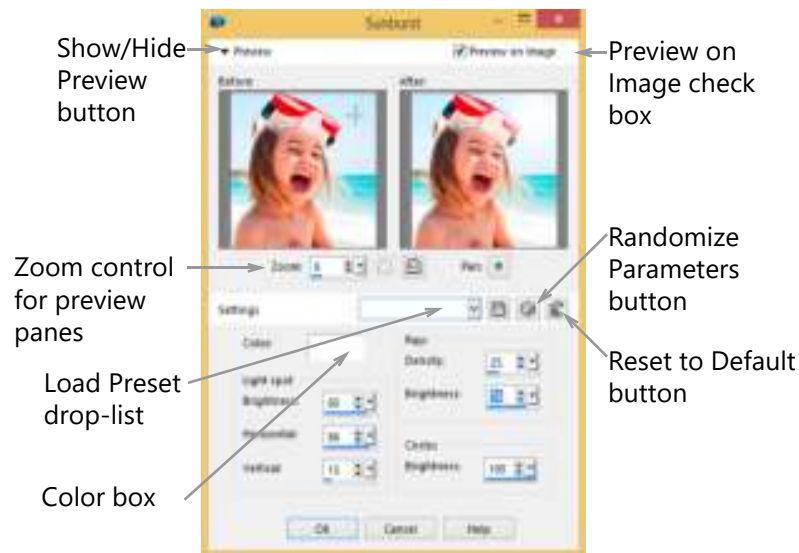 Sunburst
Show/Hide
Preview
button
Preview
Preview on Image
Preview on
Image check
box
Before
After
Zoom control
for preview
panes
Zoom:
Pan:
Randomize
Parameters
button
Settings
Load Preset
drop-list
Reset to Default
button
Color
Rays
Density:
25
Light spot
Brightness:
Brightness:
Horizontal:
Circles
Vertical:
Brightness:
100
Color box
OK
Cancel
Help